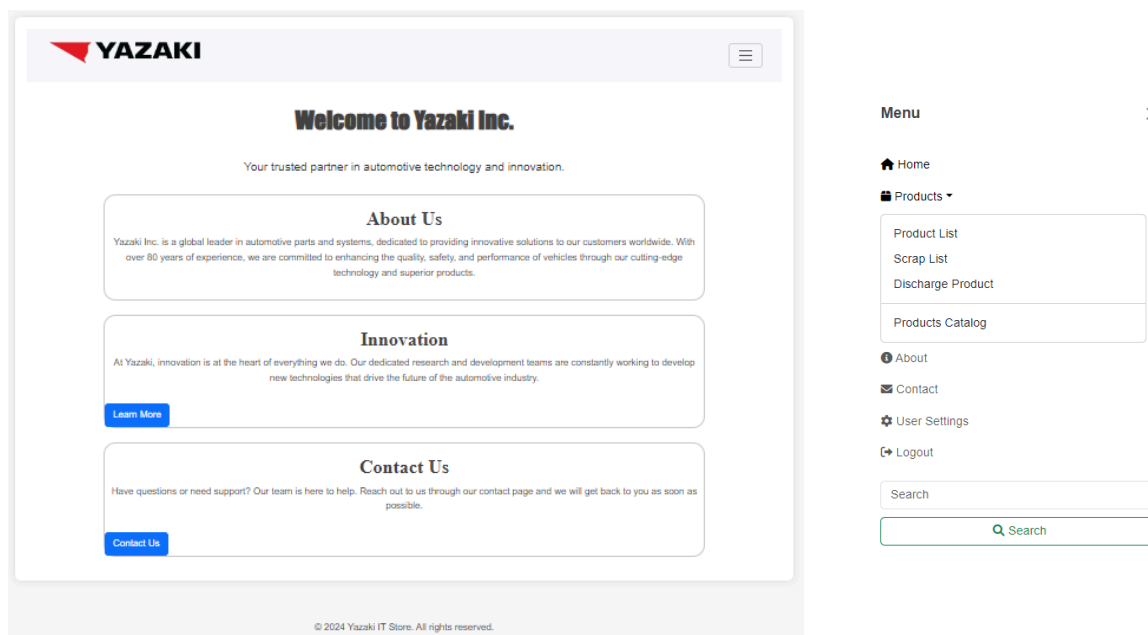 YAZAKI
Welcome to Yazaki Inc.
Your trusted partner in automotive technology and innovation.
About Us
Yazaki Inc. is a global leader in automotive parts and systems, dedicated to providing innovative solutions to our customers worldwide. With
over 80 years of experience, we are committed to enhancing the quality, safety, and performance of vehicles through our cutting-edge
technology and superior products.
Innovation
At Yazaki, innovation is at the heart of everything we do. Our dedicated research and development teams are constantly working to develop
new technologies that drive the future of the automotive industry.
Learn More
Contact Us
Have questions or need support? Our team is here to help. Reach out to us through our contact page and we will get back to you as soon as
possible.
Contact Us
© 2024 Yazaki IT Store. All rights reserved.
Menu
Home
Products
Product List
Scrap List
Discharge Product
Products Catalog
About
Contact
User Settings
Logout
Search
Search